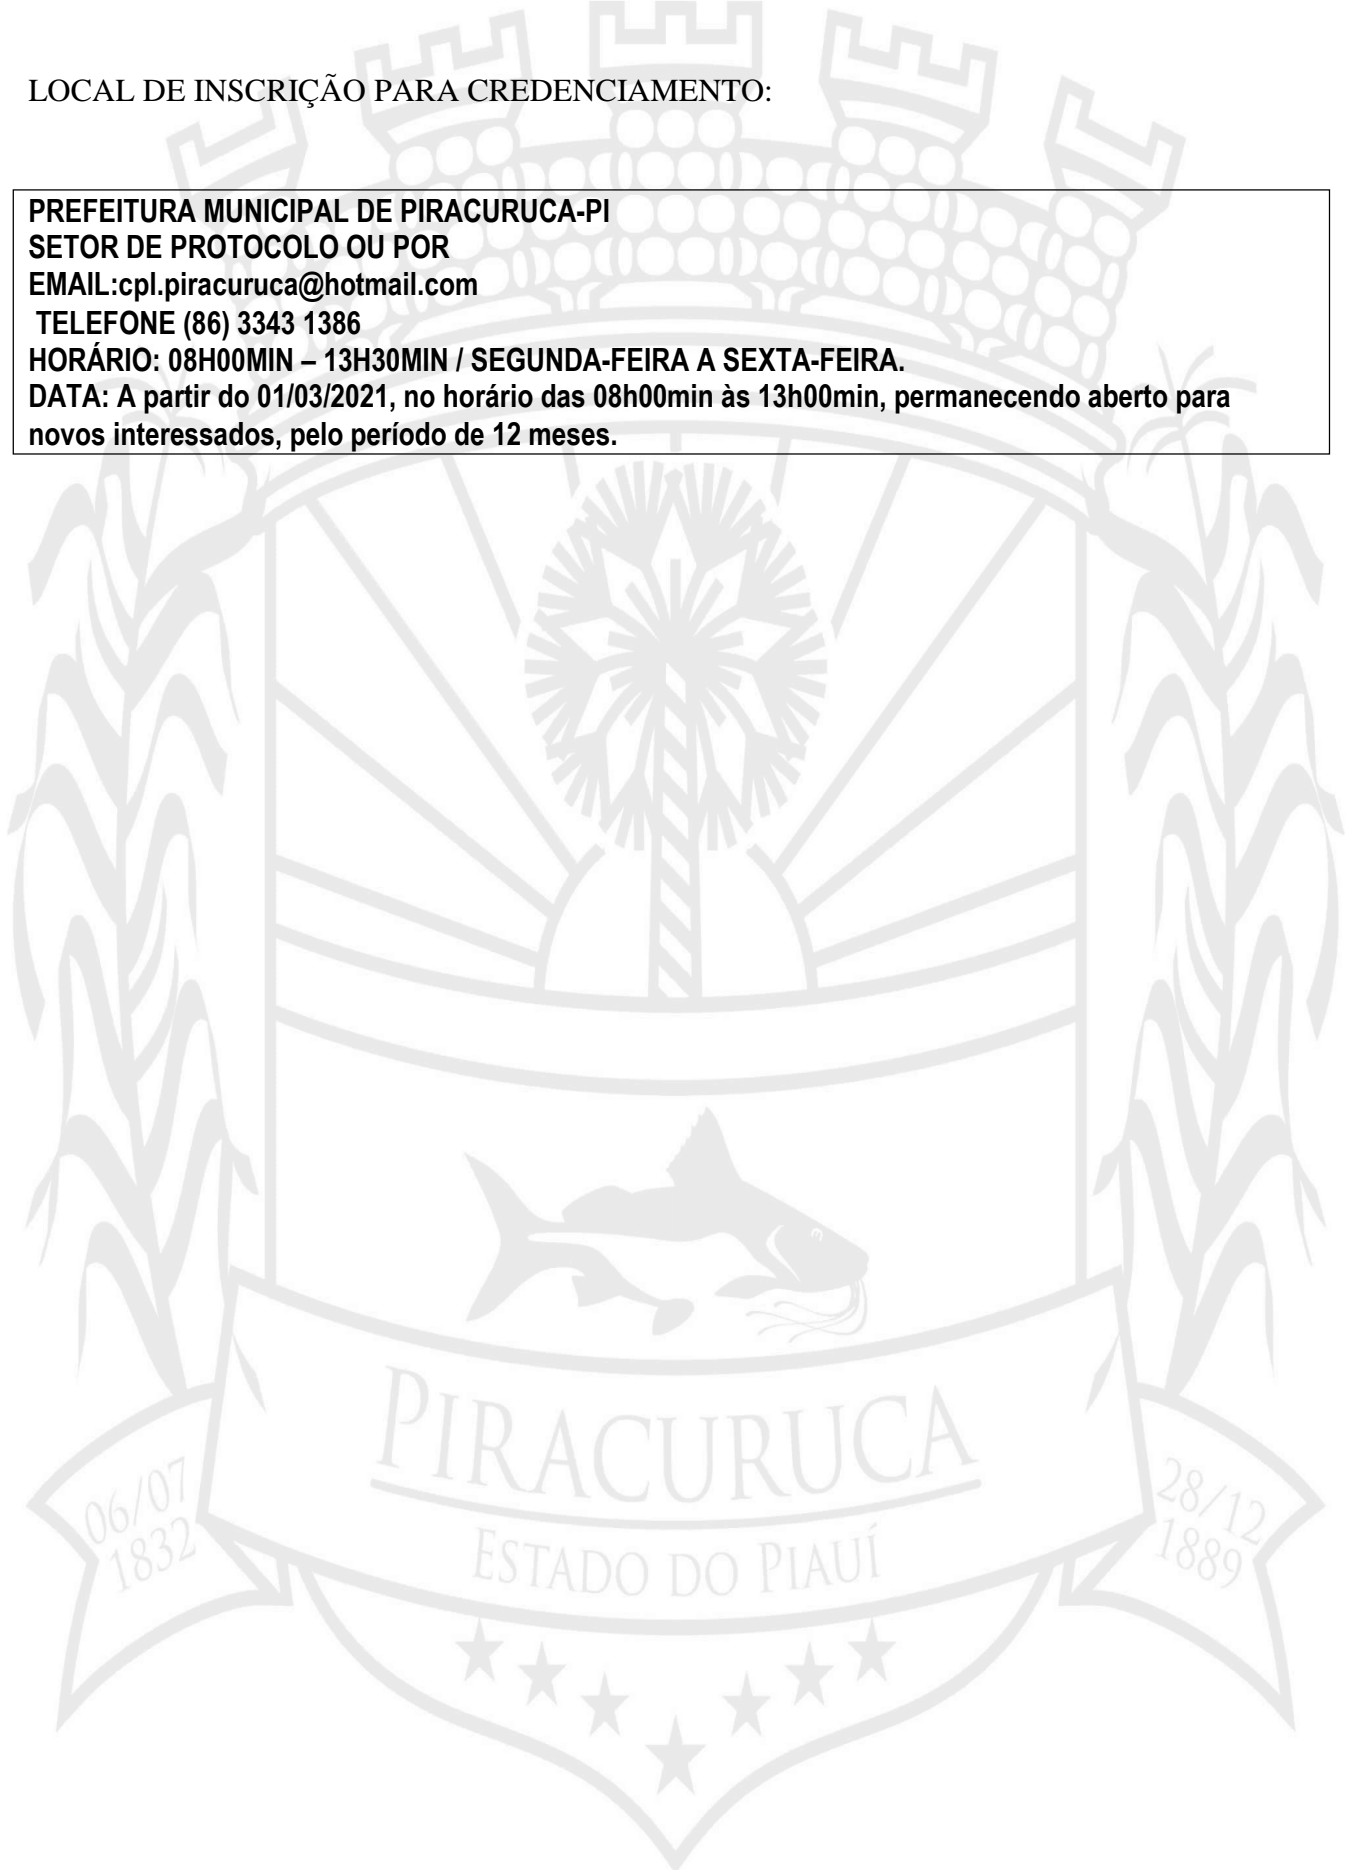 LOCAL DE INSCRIÇÃO PARA CREDENCIAMENTO:
PREFEITURA MUNICIPAL DE PIRACURUCA-PI
SETOR DE PROTOCOLO OU POR
EMAIL:cpl.piracuruca@hotmail.com
TELEFONE (86) 3343 1386
HORÁRIO: 08H00MIN – 13H30MIN / SEGUNDA-FEIRA A SEXTA-FEIRA.
DATA: A partir do 01/03/2021, no horário das 08h00min às 13h00min, permanecendo aberto para
novos interessados, pelo período de 12 meses.
PIRACURUCA
06/07
1832
28/12
1889
ESTADO DO PIAUÍ